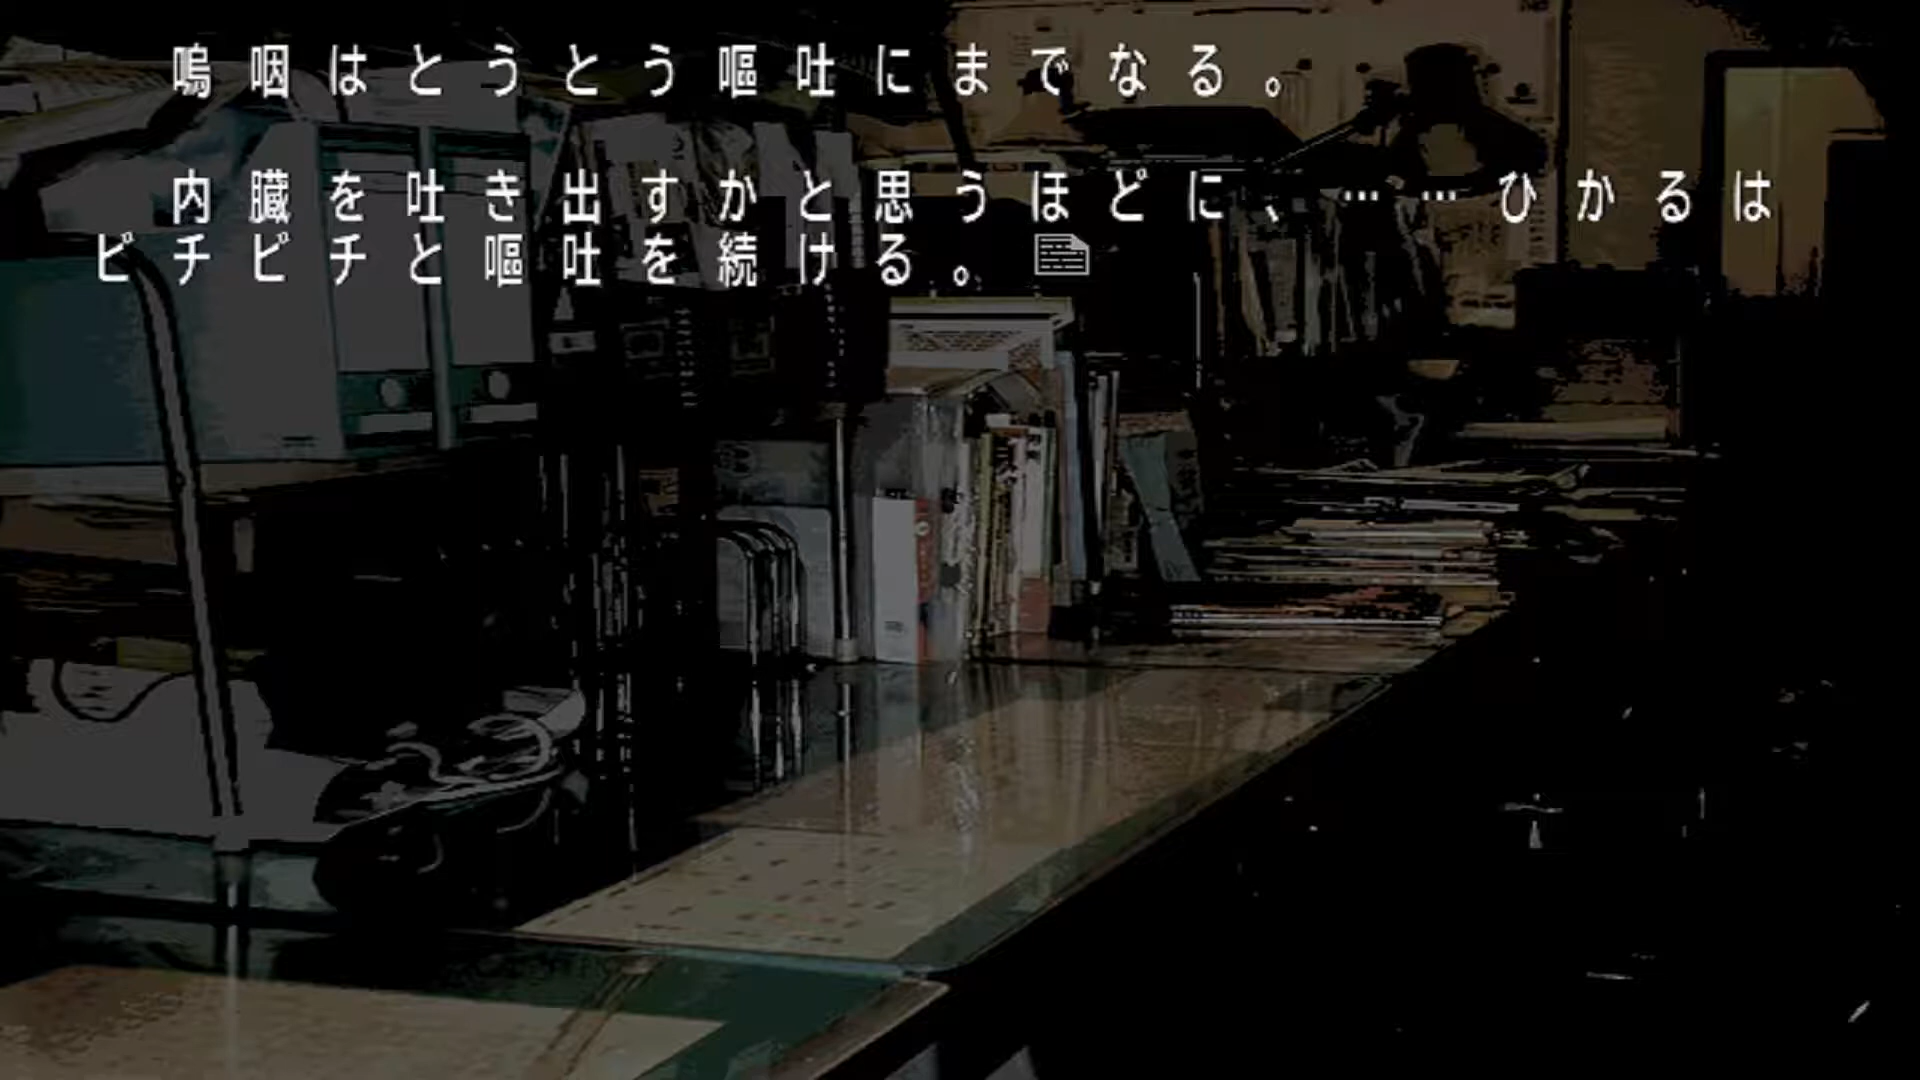 嗚咽はとうとう嘔吐にまでなる。
内臓を吐き出すかと思うほどに、……ひかるは
ピチピチと嘔吐を続ける。